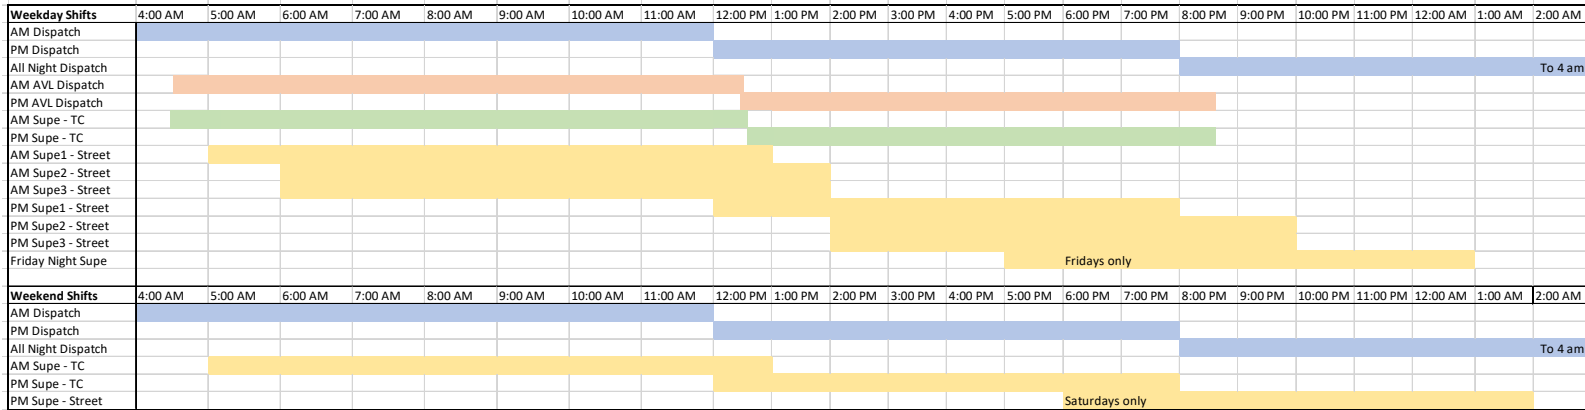 Weekday Shifts 4:00 AM 5:00 AM 6:00 AM 7:00 AM 8:00 AM 9:00 AM 10:00 AM 11:00 AM 12:00 PM 1:00 PM 2:00 PM 3:00 PM 4:00 PM 5:00 PM 6:00 PM 7:00 PM 8:00 PM 9:00 PM 10:00 PM 11:00 PM 12:00 AM 1:00 AM 2:00 AM
AM Dispatch
PM Dispatch
All Night Dispatch To 4 am
AM AVL Dispatch
PM AVL Dispatch
AM Supe - TC
PM Supe - TC
AM Supe1 - Street
AM Supe2 - Street
AM Supe3 - Street
PM Supe1 - Street
PM Supe2 - Street
PM Supe3 - Street
Friday Night Supe Fridays only
Weekend Shifts 4:00 AM 5:00 AM 6:00 AM 7:00 AM 8:00 AM 9:00 AM 10:00 AM 11:00 AM 12:00 PM 1:00 PM 2:00 PM 3:00 PM 4:00 PM 5:00 PM 6:00 PM 7:00 PM 8:00 PM 9:00 PM 10:00 PM 11:00 PM 12:00 AM 1:00 AM 2:00 AM
AM Dispatch
PM Dispatch
All Night Dispatch To 4 am
AM Supe - TC
PM Supe - TC
PM Supe - Street Saturdays only